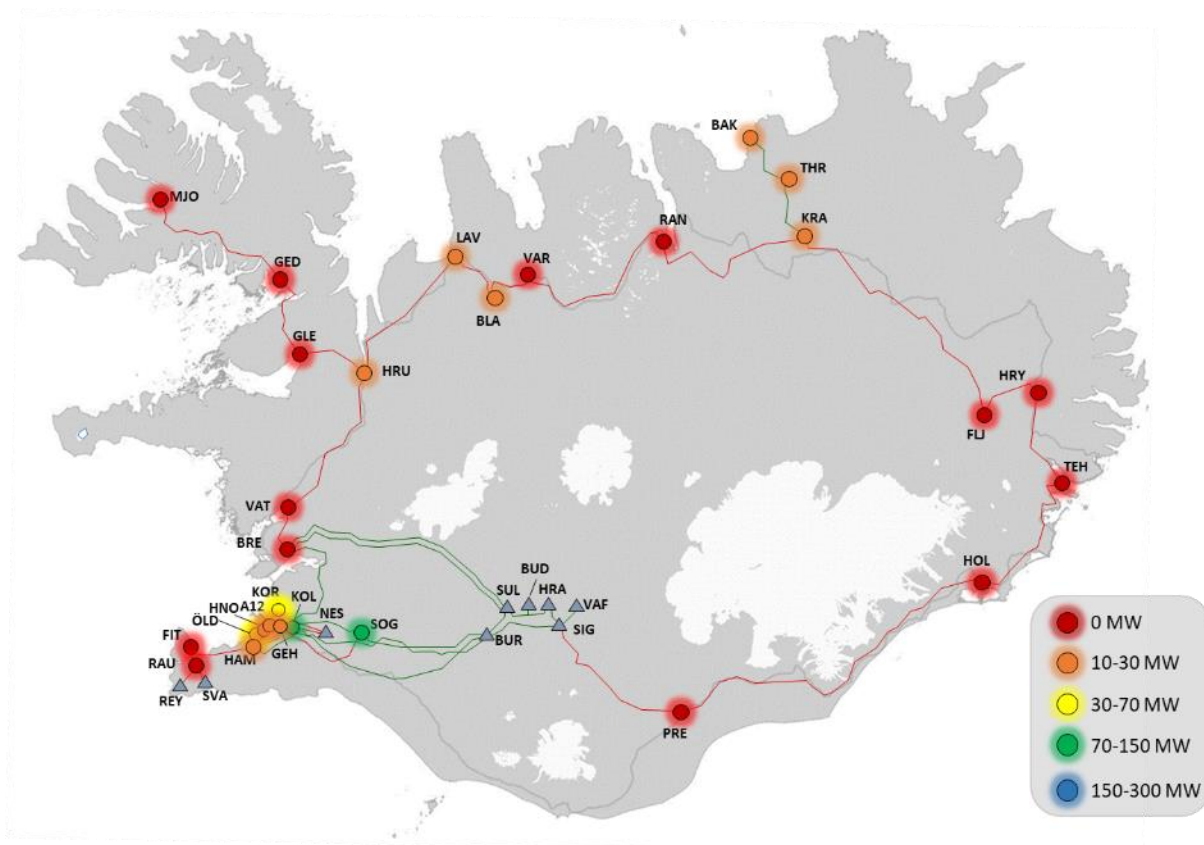 BAK
THR
MJO
KRA
RAN
LAV
VAR
GED
BLA
GLE
HRU
HRY
FLJ
TEH
VAT
BRE
HOL
BUD
KOR
KOL
SUL
HRA
VAF
HNO
A12
NES
SOG
SIG
ÖLD
BUR
FIT
HAM
GEH
RAU
REY
SVA
PRE
0 MW
10-30 MW
30-70 MW
70-150 MW
150-300 MW